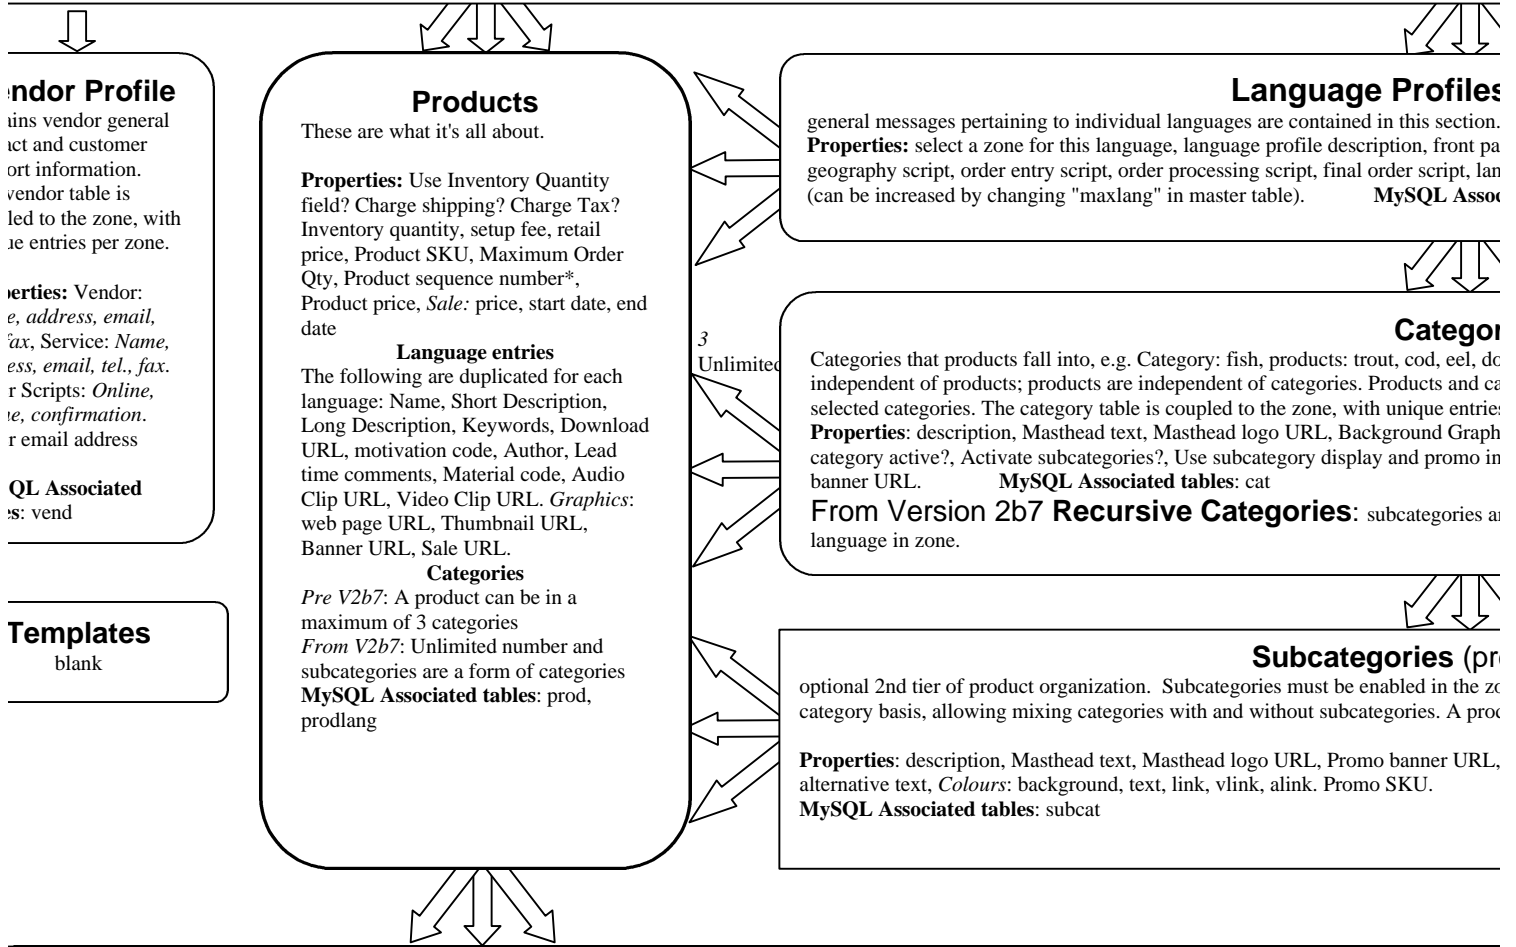 ndor Profile
ins vendor general
act and customer
ort information.
vendor table is
led to the zone, with
ue entries per zone.
erties: Vendor:
e, address, email,
fax, Service: Name,
ess, email, tel., fax.
r Scripts: Online,
ne, confirmation.
r email address
QL Associated
es: vend
Templates
blank
Products
These are what it's all about.
Properties: Use Inventory Quantity
field? Charge shipping? Charge Tax?
Inventory quantity, setup fee, retail
price, Product SKU, Maximum Order
Qty, Product sequence number*,
Product price, Sale: price, start date, end
date
Language entries
The following are duplicated for each
language: Name, Short Description,
Long Description, Keywords, Download
URL, motivation code, Author, Lead
time comments, Material code, Audio
Clip URL, Video Clip URL. Graphics:
web page URL, Thumbnail URL,
Banner URL, Sale URL.
Categories
Pre V2b7: A product can be in a
maximum of 3 categories
From V2b7: Unlimited number and
subcategories are a form of categories
MySQL Associated tables: prod,
prodlang
3
Unlimited
Language Profiles
general messages pertaining to individual languages are contained in this section.
Properties: select a zone for this language, language profile description, front pa
geography script, order entry script, order processing script, final order script, lan
(can be increased by changing "maxlang" in master table). MySQL Assoc
Categor
Categories that products fall into, e.g. Category: fish, products: trout, cod, eel, do
independent of products; products are independent of categories. Products and ca
selected categories. The category table is coupled to the zone, with unique entries
Properties: description, Masthead text, Masthead logo URL, Background Graph
category active?, Activate subcategories?, Use subcategory display and promo in
banner URL. MySQL Associated tables: cat
From Version 2b7 Recursive Categories: subcategories ar
language in zone.
Subcategories (pr
optional 2nd tier of product organization. Subcategories must be enabled in the zo
category basis, allowing mixing categories with and without subcategories. A proc
Properties: description, Masthead text, Masthead logo URL, Promo banner URL,
alternative text, Colours: background, text, link, vlink, alink. Promo SKU.
MySQL Associated tables: subcat